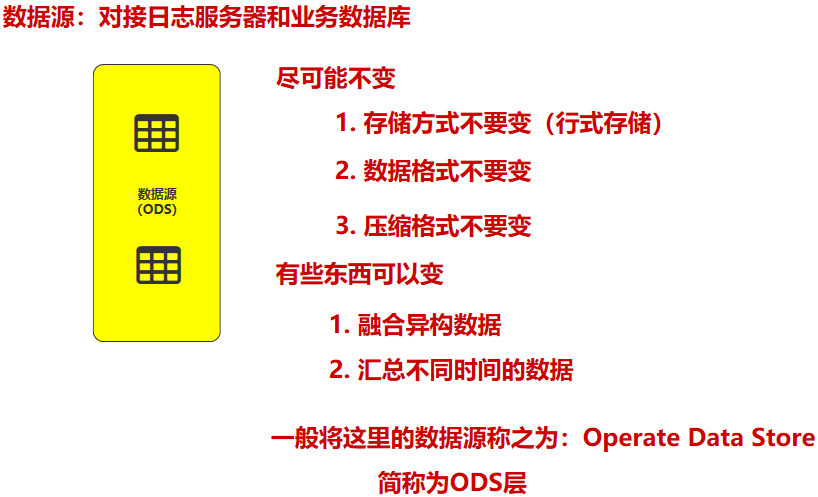 数据源：对接日志服务器和业务数据库
尽可能不变
1. 存储方式不要变（行式存储）
2. 数据格式不要变
3. 压缩格式不要变
数据源
（ODS）
有些东西可以变
1. 融合异构数据
2. 汇总不同时间的数据
一般将这里的数据源称之为：Operate Data Store
简称为ODS层